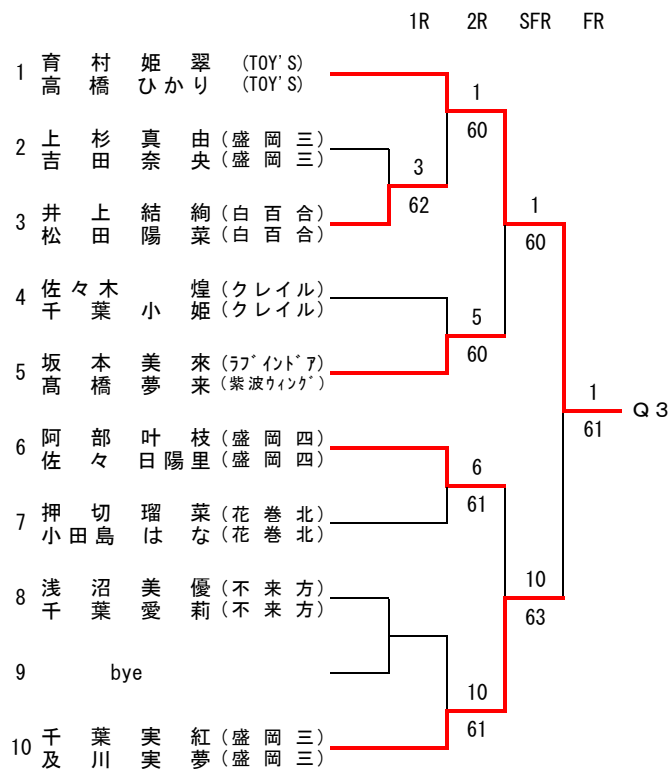 1R 2R SFR FR
1 育村姫翠 (TOY'S)
高橋ひかり (TOY'S)
1
60
2 上杉真由 (盛岡三)
吉田奈央 (盛岡三)
3
62
3 井上結絢 (白百合)
松田陽菜 (白百合)
1
60
4 佐々木煌 (クレイル)
千葉小姫 (クレイル)
5
60
5 坂本美來 (ラブインドア)
髙橋夢来 (紫波ウィング)
1
61
Q3
6 阿部叶枝 (盛岡四)
佐々日陽里 (盛岡四)
6
61
7 押切瑠菜 (花巻北)
小田島はな (花巻北)
8 浅沼美優 (不来方)
千葉愛莉 (不来方)
10
63
9 bye
10
61
10 千葉実紅 (盛岡三)
及川実夢 (盛岡三)